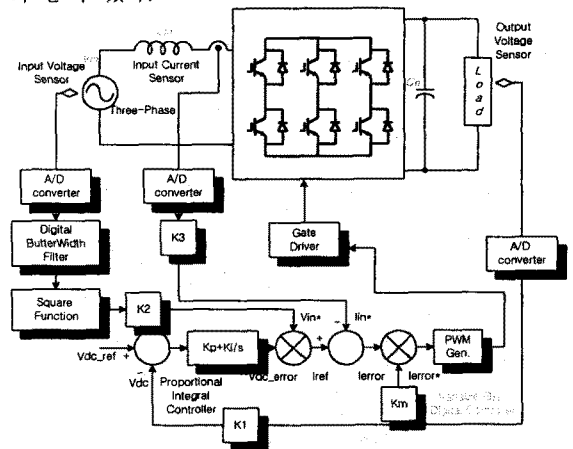 Input Voltage
Sensor
Input Current
Sensor
Three-Phase
Output
Voltage
Sensor
Load
A/D
converter
A/D
converter
A/D
converter
Digital
ButterWidth
Filter
K3
Gate
Driver
Square
Function
K2
Vin*
Iin*
Vdc_ref
+
-
Vdc
Kp+Ki/s
Vdc_error
+
-
Iref
Ierror
Ierror*
PWM
Gen.
Proportional
Integral
Controller
Km
K1